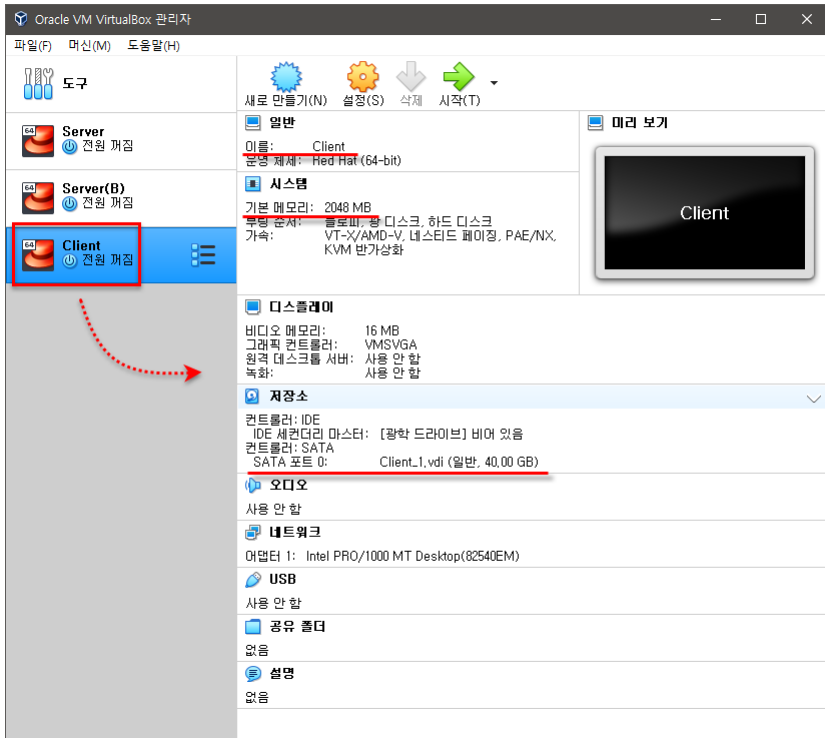 Oracle VM VirtualBox 관리자
파일(F) 머신(M) 도움말(H)
도구
새로 만들기(N) 설정(S) 삭제 시작(T)
64
Server
전원 꺼짐
64
Server(B)
전원 꺼짐
64
Client
전원 꺼짐
일반
이름: Client
운영 체제: Red Hat (64-bit)
미리 보기
Client
시스템
기본 메모리: 2048 MB
부팅 순서: 플로피, 광 디스크, 하드 디스크
가속: VT-x/AMD-V, 네스티드 페이징, PAE/NX,
KVM 반가상화
디스플레이
비디오 메모리: 16 MB
그래픽 컨트롤러: VMSVGA
원격 데스크톱 서버: 사용 안 함
녹화: 사용 안 함
저장소
컨트롤러: IDE
IDE 세컨더리 마스터: [광학 드라이브] 비어 있음
컨트롤러: SATA
SATA 포트 0: Client_1.vdi (일반, 40.00 GB)
오디오
사용 안 함
네트워크
어댑터 1: Intel PRO/1000 MT Desktop(82540EM)
USB
사용 안 함
공유 폴더
없음
설명
없음